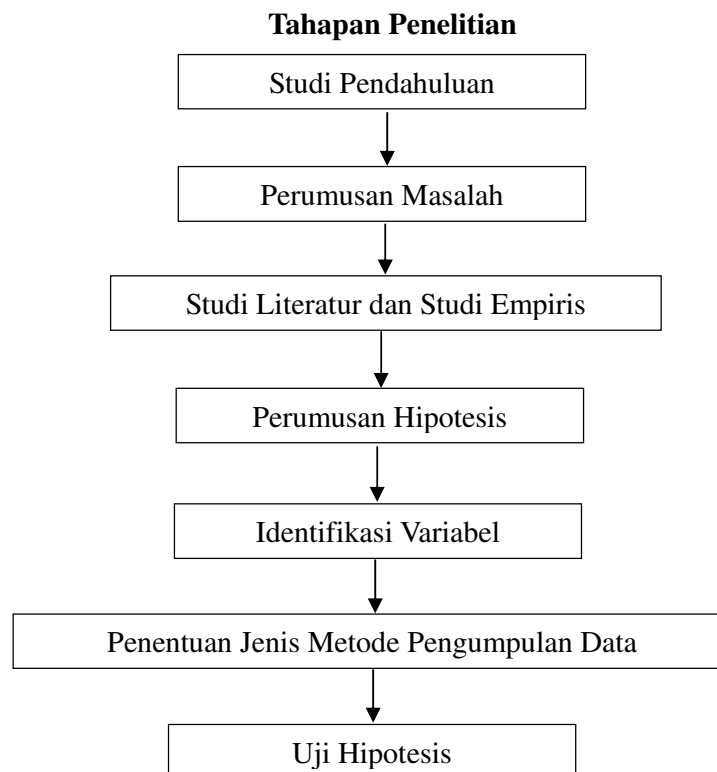 Tahapan Penelitian
Studi Pendahuluan
Perumusan Masalah
Studi Literatur dan Studi Empiris
Perumusan Hipotesis
Identifikasi Variabel
Penentuan Jenis Metode Pengumpulan Data
Uji Hipotesis